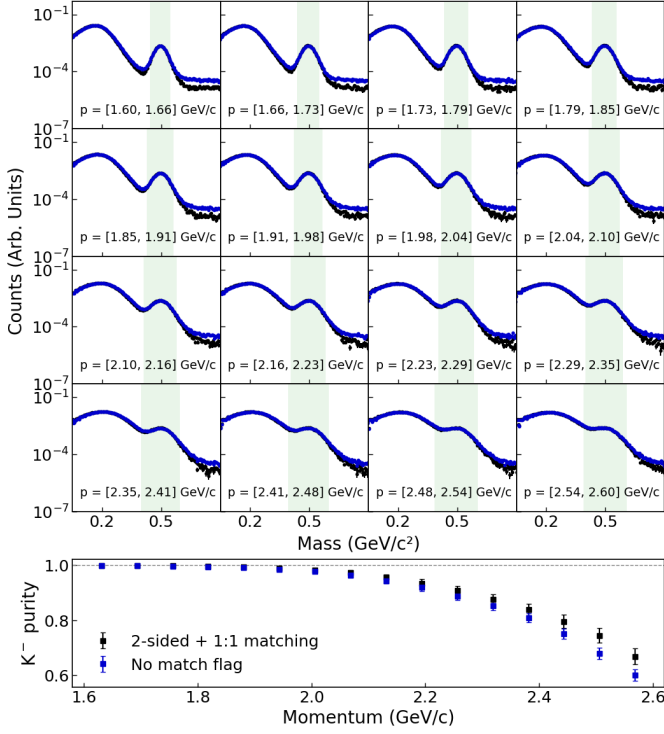 10⁻¹
10⁻⁴
10⁻⁷
p = [1.60, 1.66] GeV/c
p = [1.66, 1.73] GeV/c
p = [1.73, 1.79] GeV/c
p = [1.79, 1.85] GeV/c
10⁻¹
10⁻⁴
10⁻⁷
p = [1.85, 1.91] GeV/c
p = [1.91, 1.98] GeV/c
p = [1.98, 2.04] GeV/c
p = [2.04, 2.10] GeV/c
Counts (Arb. Units)
10⁻¹
10⁻⁴
10⁻⁷
p = [2.10, 2.16] GeV/c
p = [2.16, 2.23] GeV/c
p = [2.23, 2.29] GeV/c
p = [2.29, 2.35] GeV/c
10⁻¹
10⁻⁴
10⁻⁷
p = [2.35, 2.41] GeV/c
p = [2.41, 2.48] GeV/c
p = [2.48, 2.54] GeV/c
p = [2.54, 2.60] GeV/c
0.2 0.5 0.2 0.5 0.2 0.5 0.2 0.5
Mass (GeV/c²)
1.0
0.8
0.6
K⁻ purity
2-sided + 1:1 matching
No match flag
1.6 1.8 2.0 2.2 2.4 2.6
Momentum (GeV/c)